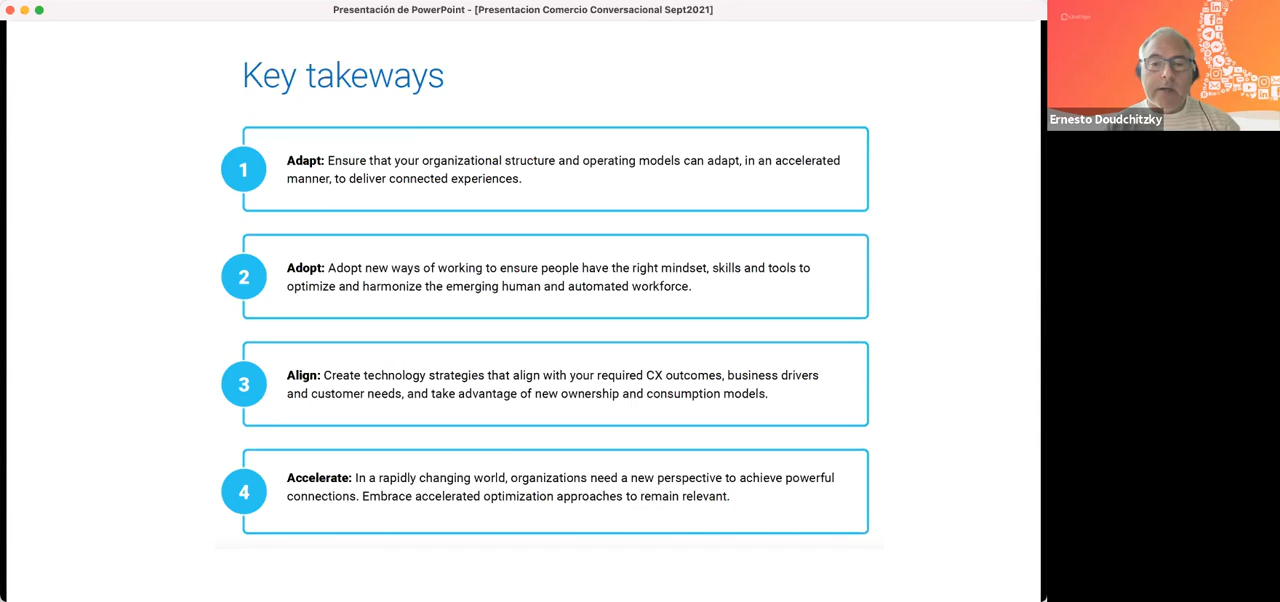 Presentación de PowerPoint - [Presentacion Comercio Conversacional Sept2021]
Key takeways
1
Adapt: Ensure that your organizational structure and operating models can adapt, in an accelerated
manner, to deliver connected experiences.
2
Adopt: Adopt new ways of working to ensure people have the right mindset, skills and tools to
optimize and harmonize the emerging human and automated workforce.
3
Align: Create technology strategies that align with your required CX outcomes, business drivers
and customer needs, and take advantage of new ownership and consumption models.
4
Accelerate: In a rapidly changing world, organizations need a new perspective to achieve powerful
connections. Embrace accelerated optimization approaches to remain relevant.
Ernesto Doudchitzky